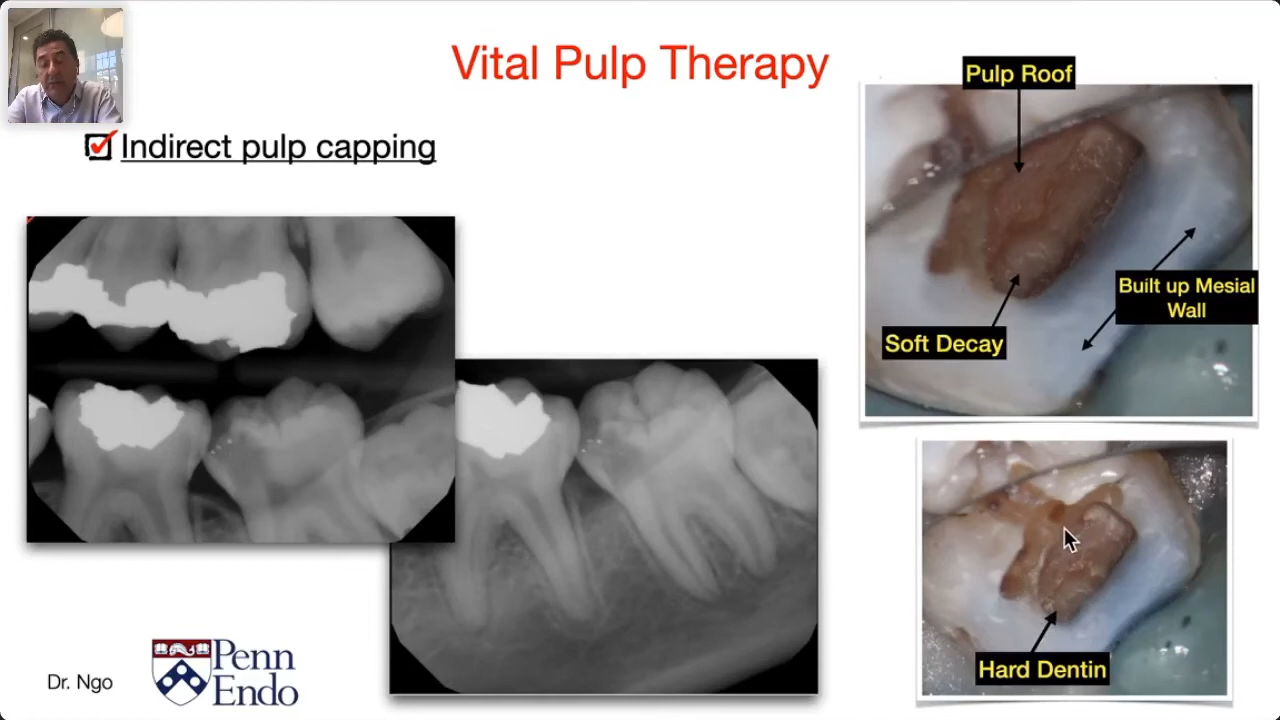 Vital Pulp Therapy
Indirect pulp capping
Pulp Roof
Soft Decay
Built up Mesial
Wall
Hard Dentin
Dr. Ngo
Penn
Endo